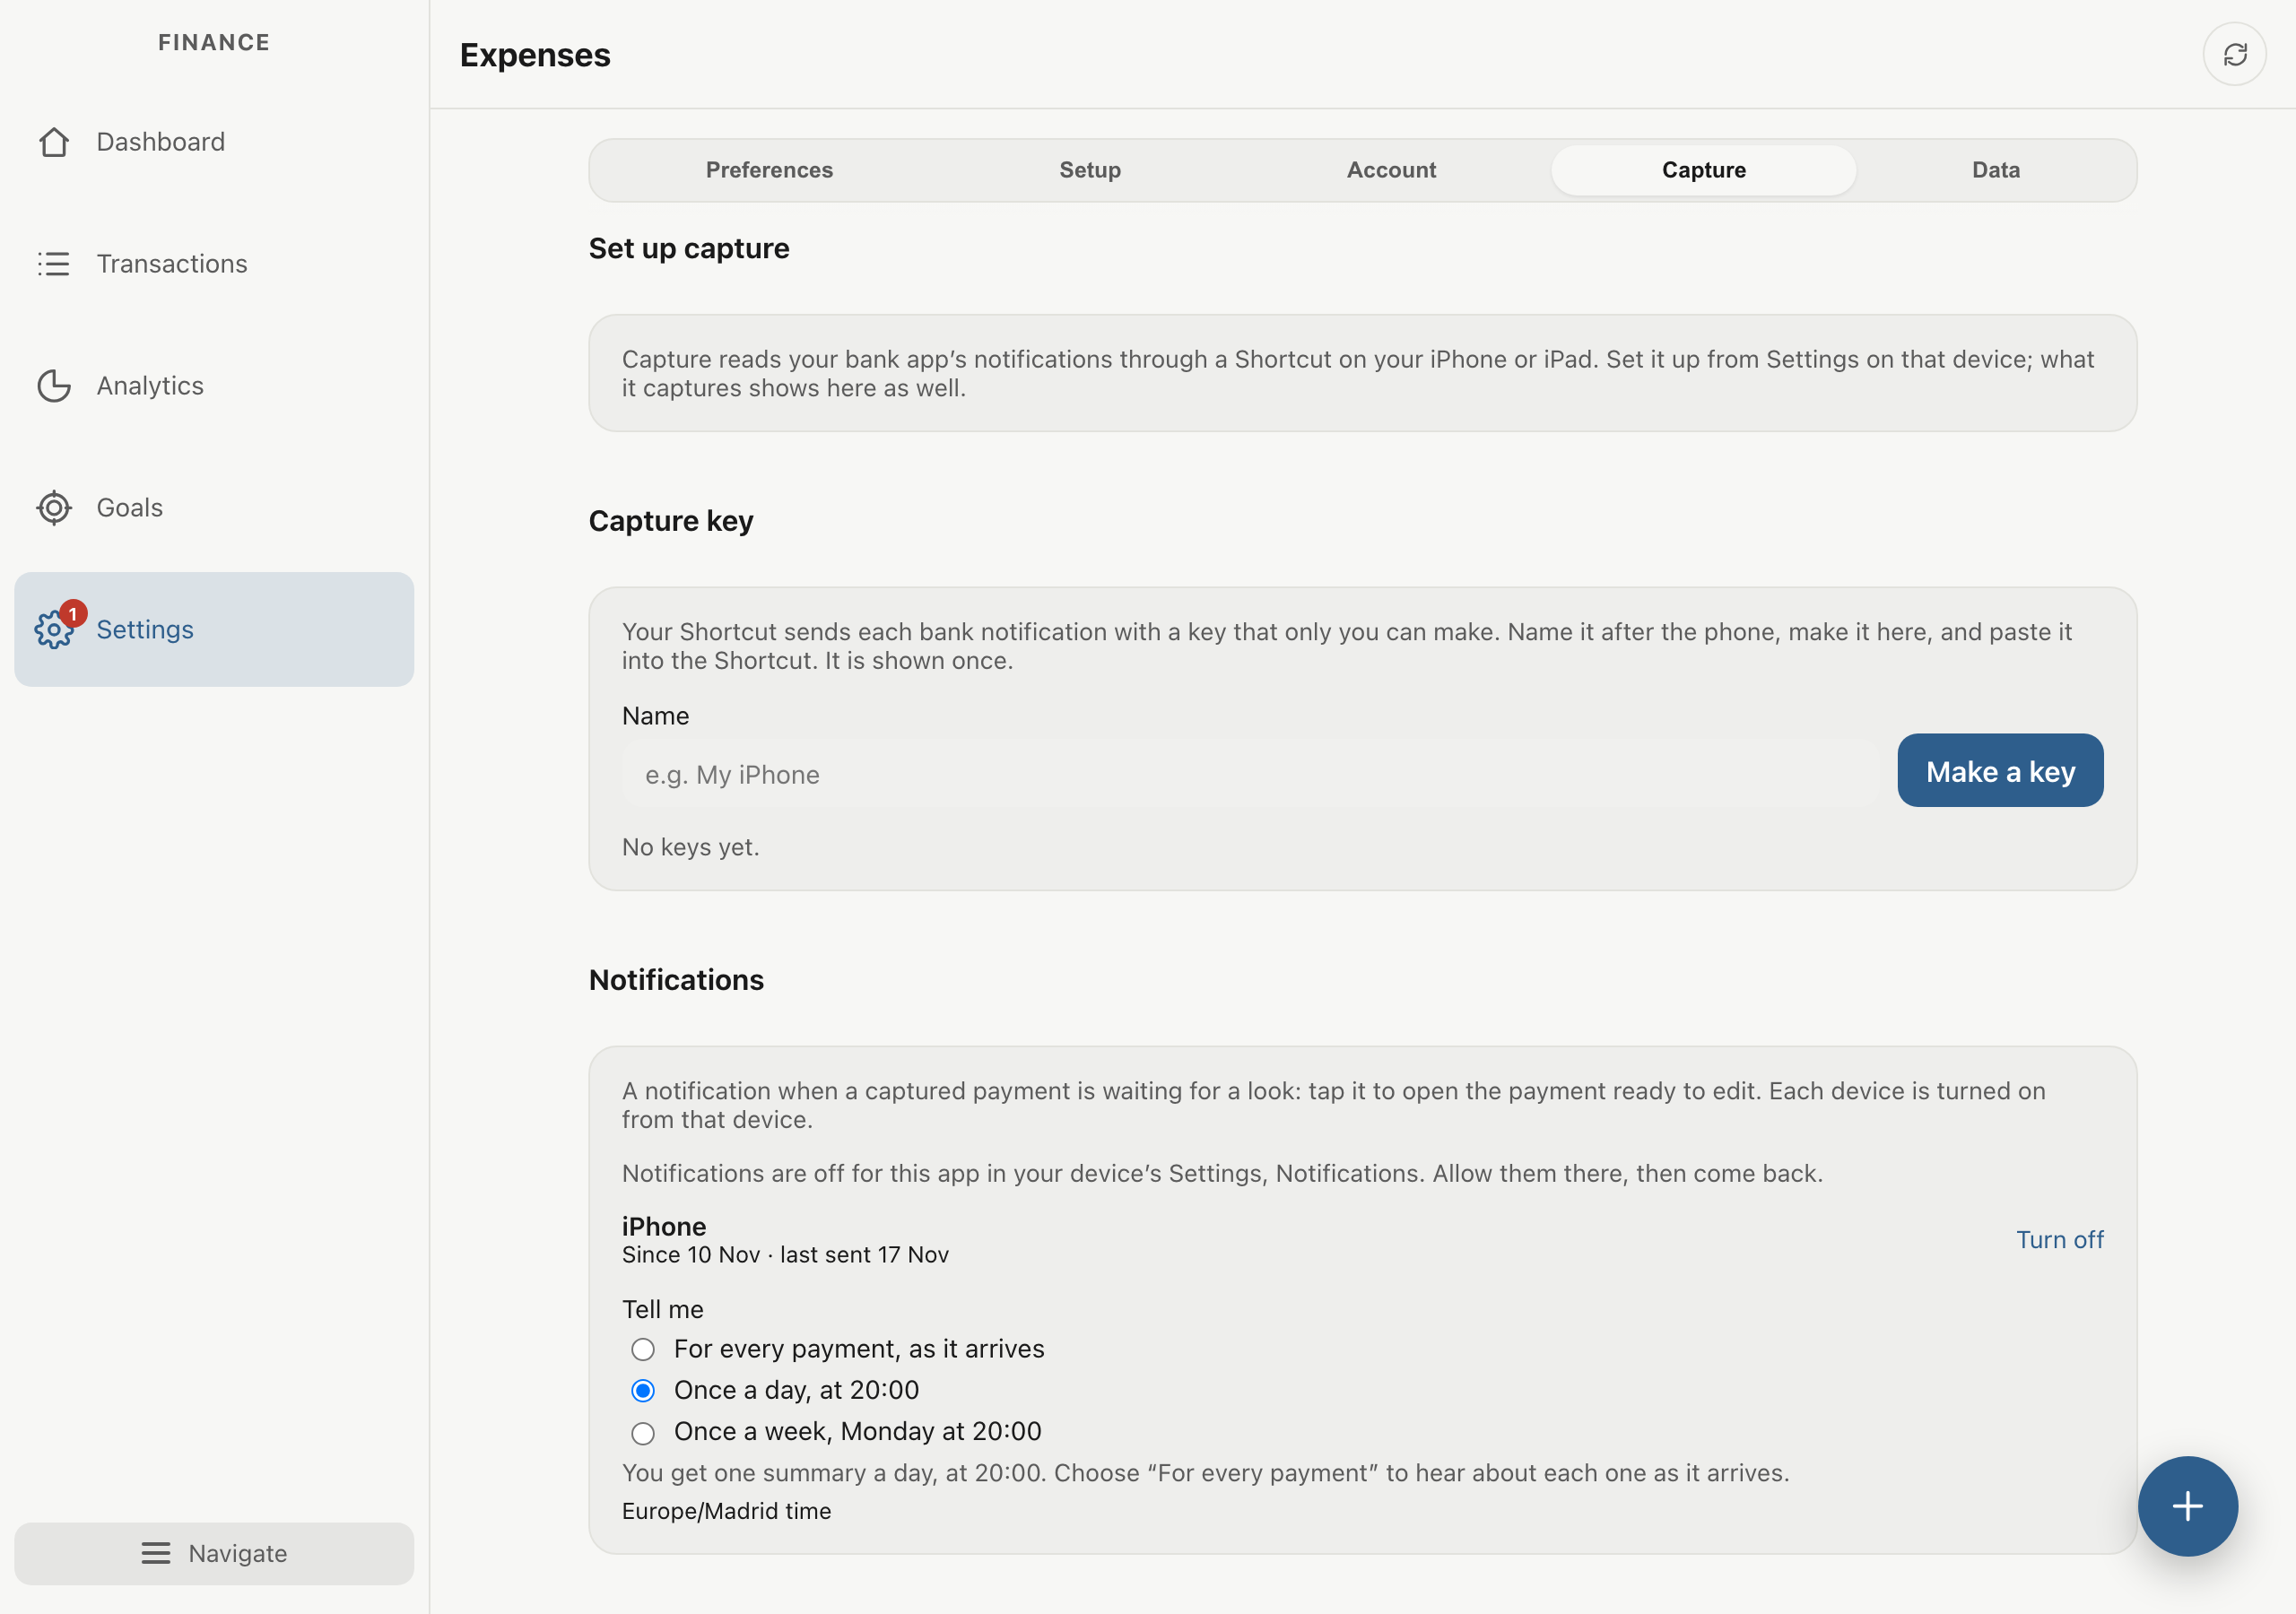 FINANCE
Dashboard
Transactions
Analytics
Goals
1
Settings
Navigate
Expenses
Preferences
Setup
Account
Capture
Data
Set up capture
Capture reads your bank app’s notifications through a Shortcut on your iPhone or iPad. Set it up from Settings on that device; what
it captures shows here as well.
Capture key
Your Shortcut sends each bank notification with a key that only you can make. Name it after the phone, make it here, and paste it
into the Shortcut. It is shown once.
Name
e.g. My iPhone
Make a key
No keys yet.
Notifications
A notification when a captured payment is waiting for a look: tap it to open the payment ready to edit. Each device is turned on
from that device.
Notifications are off for this app in your device’s Settings, Notifications. Allow them there, then come back.
iPhone
Since 10 Nov · last sent 17 Nov
Turn off
Tell me
For every payment, as it arrives
Once a day, at 20:00
Once a week, Monday at 20:00
You get one summary a day, at 20:00. Choose “For every payment” to hear about each one as it arrives.
Europe/Madrid time